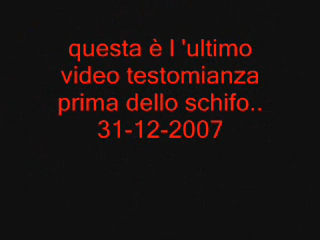 questa è l 'ultimo
video testomianza
prima dello schifo..
31-12-2007